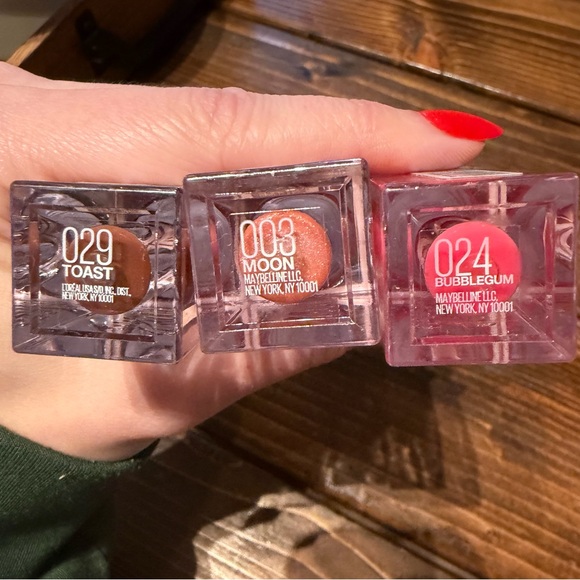 029
TOAST
L'ORÉAL USA S/D, INC., DIST.,
NEW YORK, NY 10001
003
MOON
MAYBELLINE LLC,
NEW YORK, NY 10001
024
BUBBLEGUM
MAYBELLINE LLC,
NEW YORK, NY 10001